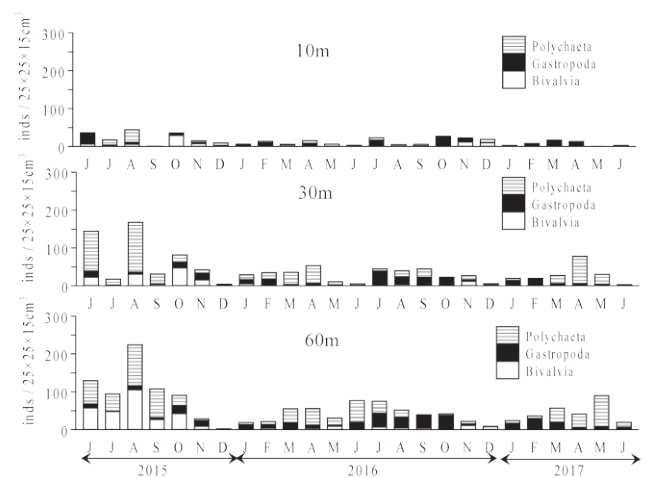 300
200
100
0
inds / 25×25×15cm³
10m
Polychaeta
Gastropoda
Bivalvia
J J A S O N D J F M A M J J A S O N D J F M A M J
300
200
100
0
inds / 25×25×15cm³
30m
Polychaeta
Gastropoda
Bivalvia
J J A S O N D J F M A M J J A S O N D J F M A M J
300
200
100
0
inds / 25×25×15cm³
60m
Polychaeta
Gastropoda
Bivalvia
J J A S O N D J F M A M J J A S O N D J F M A M J
2015 2016 2017